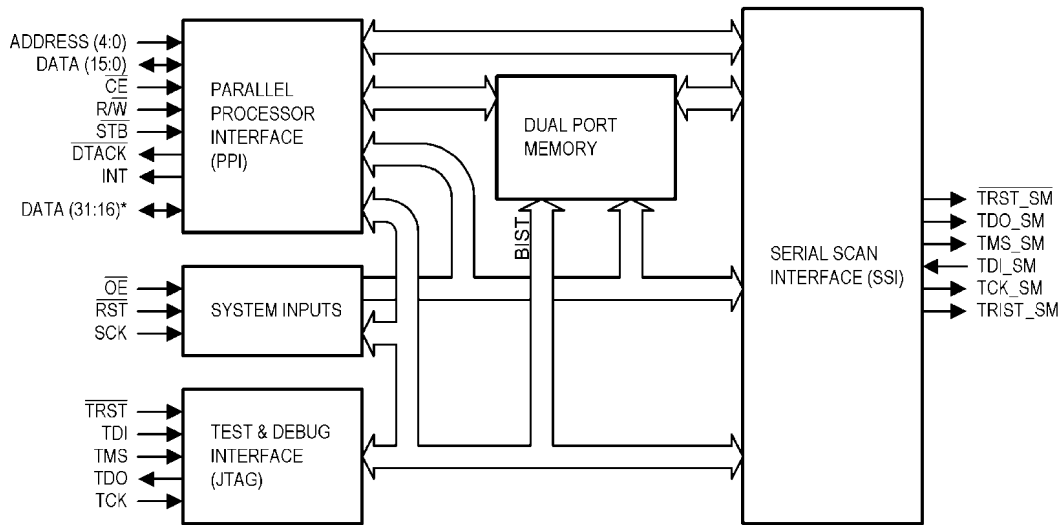 ADDRESS (4:0)
DATA (15:0)
CE
R/W
STB
DTACK
INT
DATA (31:16)*
PARALLEL
PROCESSOR
INTERFACE
(PPI)
DUAL PORT
MEMORY
BIST
OE
RST
SCK
SYSTEM INPUTS
TRST
TDI
TMS
TDO
TCK
TEST & DEBUG
INTERFACE
(JTAG)
SERIAL SCAN
INTERFACE (SSI)
TRST_SM
TDO_SM
TMS_SM
TDI_SM
TCK_SM
TRIST_SM